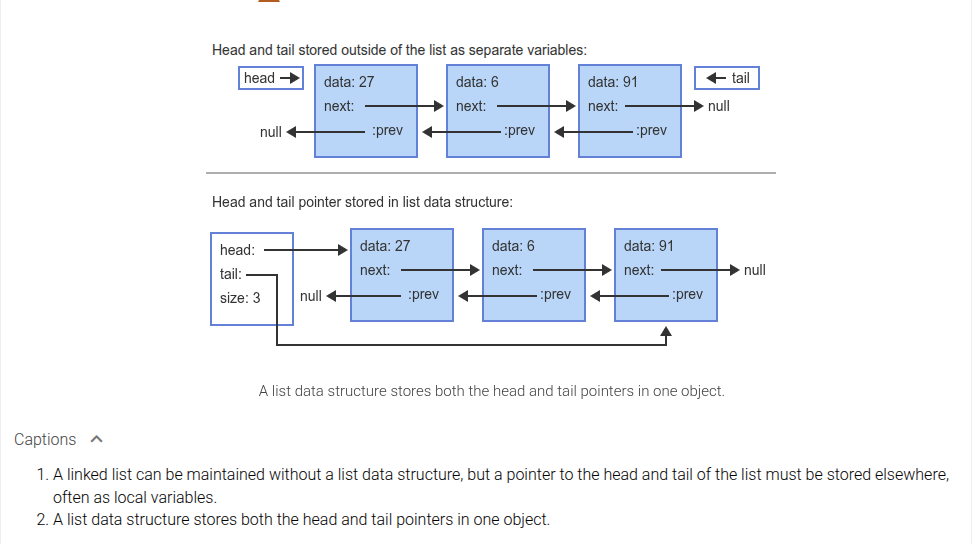 Head and tail stored outside of the list as separate variables:
head
data: 27
data: 6
data: 91
tail
next:
next:
next:
null
null
:prev
:prev
:prev
Head and tail pointer stored in list data structure:
head:
data: 27
data: 6
data: 91
tail:
next:
next:
next:
null
size: 3
null
:prev
:prev
:prev
A list data structure stores both the head and tail pointers in one object.
Captions
1. A linked list can be maintained without a list data structure, but a pointer to the head and tail of the list must be stored elsewhere,
often as local variables.
2. A list data structure stores both the head and tail pointers in one object.